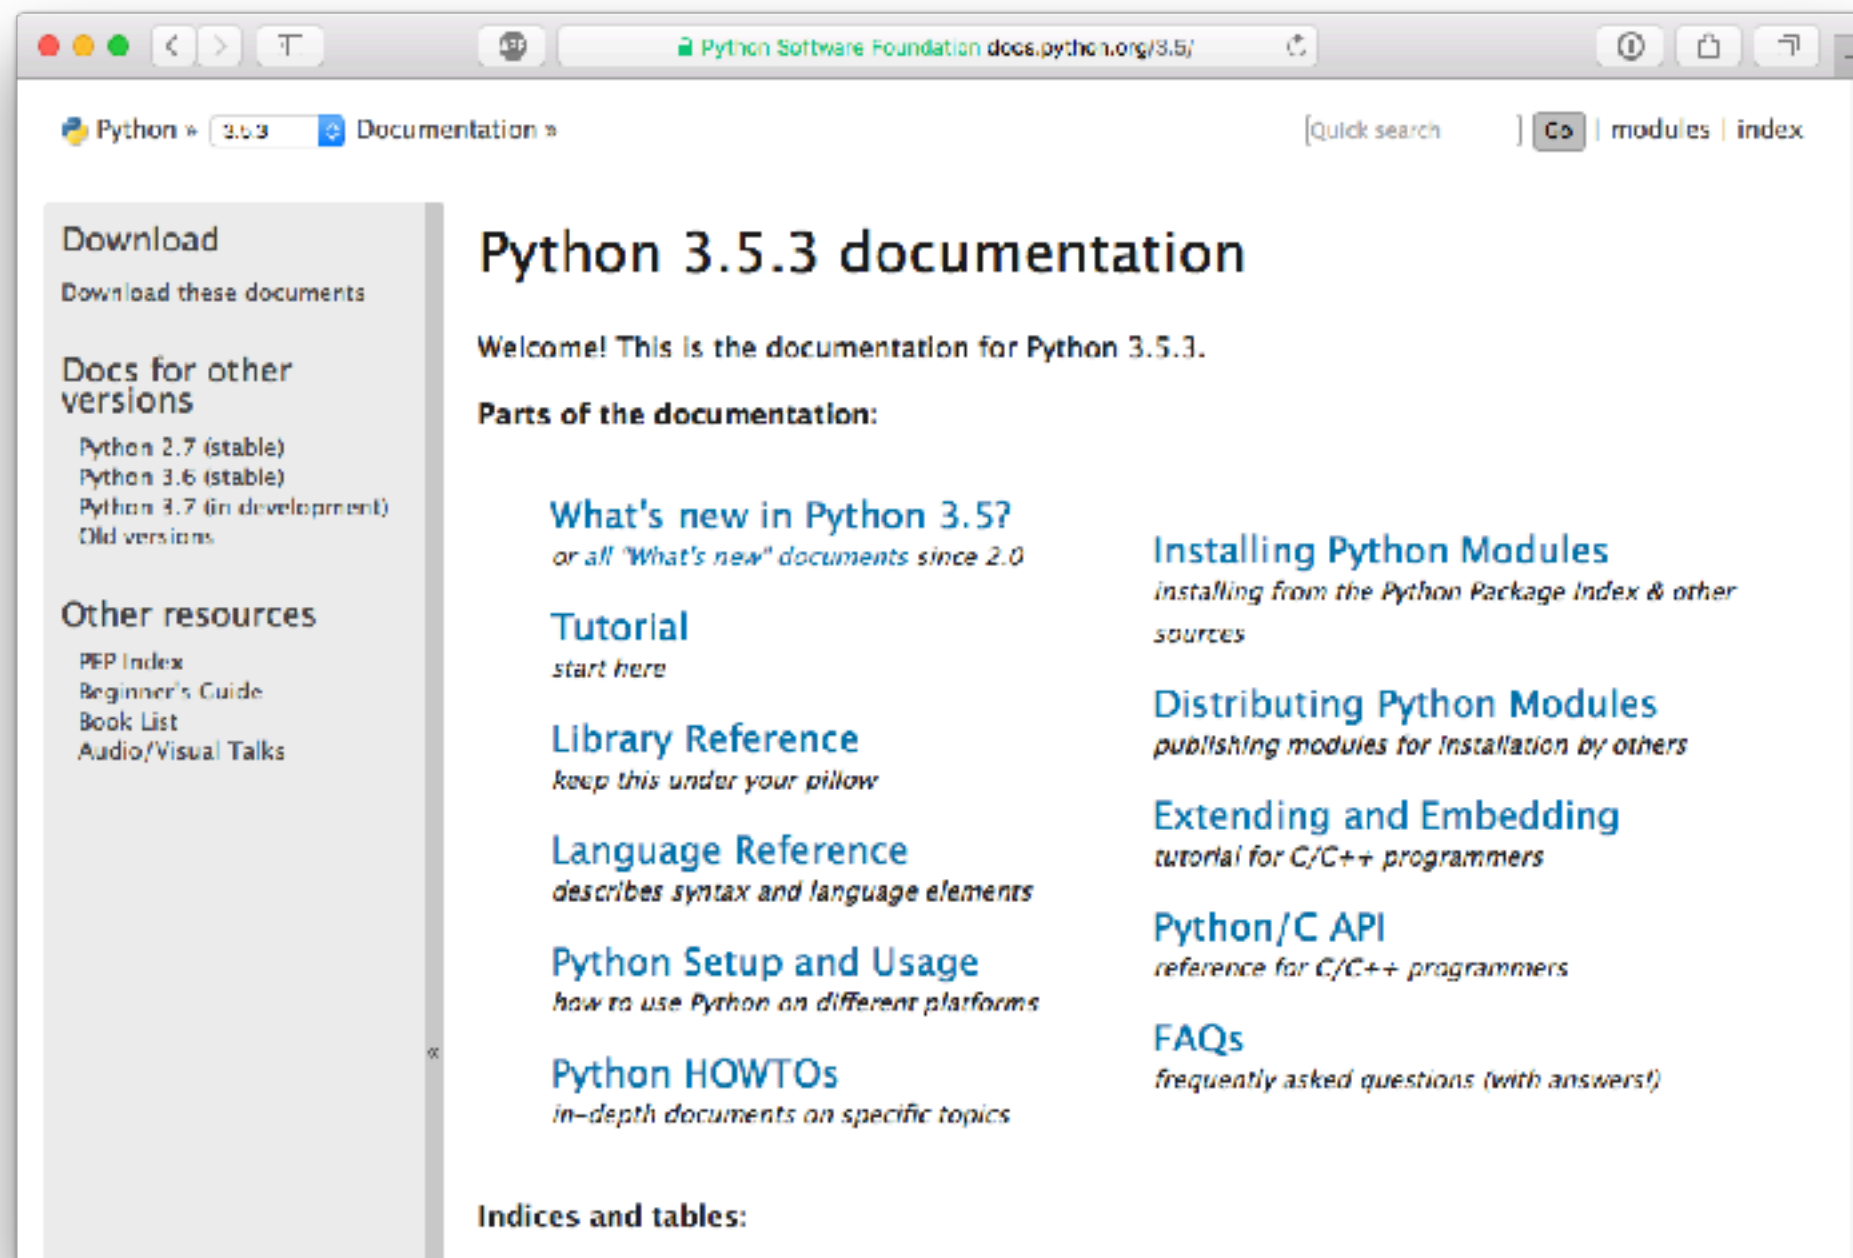 ABP
Python Software Foundation docs.python.org/3.5/
Python » 3.5.3 Documentation »
Quick search Go | modules | index
Download
Download these documents
Docs for other
versions
Python 2.7 (stable)
Python 3.6 (stable)
Python 3.7 (in development)
Old versions
Other resources
PEP Index
Beginner's Guide
Book List
Audio/Visual Talks
«
Python 3.5.3 documentation
Welcome! This is the documentation for Python 3.5.3.
Parts of the documentation:
What's new in Python 3.5?
or all "What's new" documents since 2.0
Tutorial
start here
Library Reference
keep this under your pillow
Language Reference
describes syntax and language elements
Python Setup and Usage
how to use Python on different platforms
Python HOWTOs
in-depth documents on specific topics
Installing Python Modules
installing from the Python Package Index & other
sources
Distributing Python Modules
publishing modules for installation by others
Extending and Embedding
tutorial for C/C++ programmers
Python/C API
reference for C/C++ programmers
FAQs
frequently asked questions (with answers!)
Indices and tables: